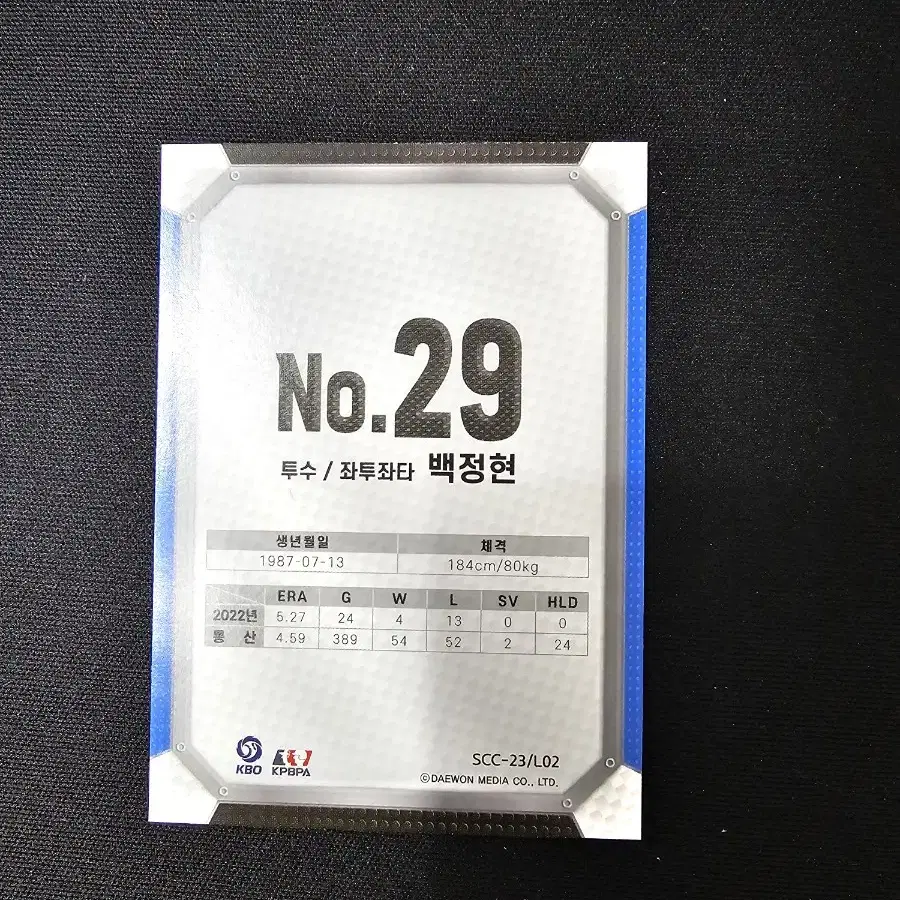 No.29
투수 / 좌투좌타 백정현
생년월일 체격
1987-07-13 184cm/80kg
ERA G W L SV HLD
2022년 5.27 24 4 13 0 0
통 산 4.59 389 54 52 2 24
KBO KPBPA SCC-23/L02
©DAEWON MEDIA CO., LTD.